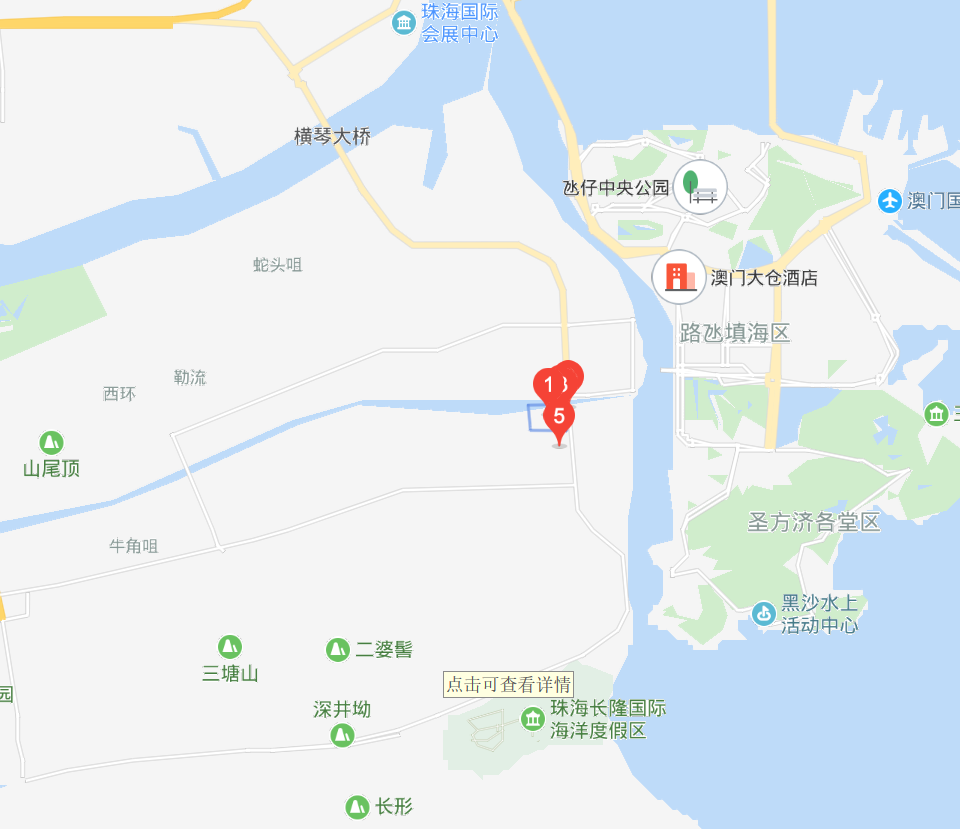 珠海国际
会展中心
横琴大桥
氹仔中央公园
澳门国
蛇头咀
澳门大仓酒店
路氹填海区
勒流
西环
1
3
5
山尾顶
圣方济各堂区
牛角咀
黑沙水上
活动中心
二婆髻
三塘山
点击可查看详情
园
珠海长隆国际
海洋度假区
深井坳
长形